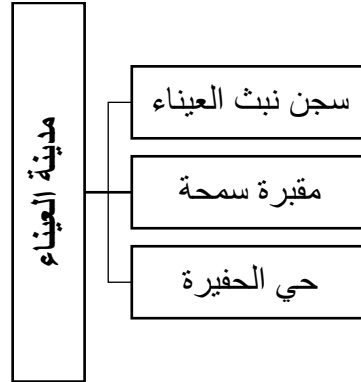 مدينة العيناء
سجن نبث العيناء
مقبرة سمحة
حي الحفيرة